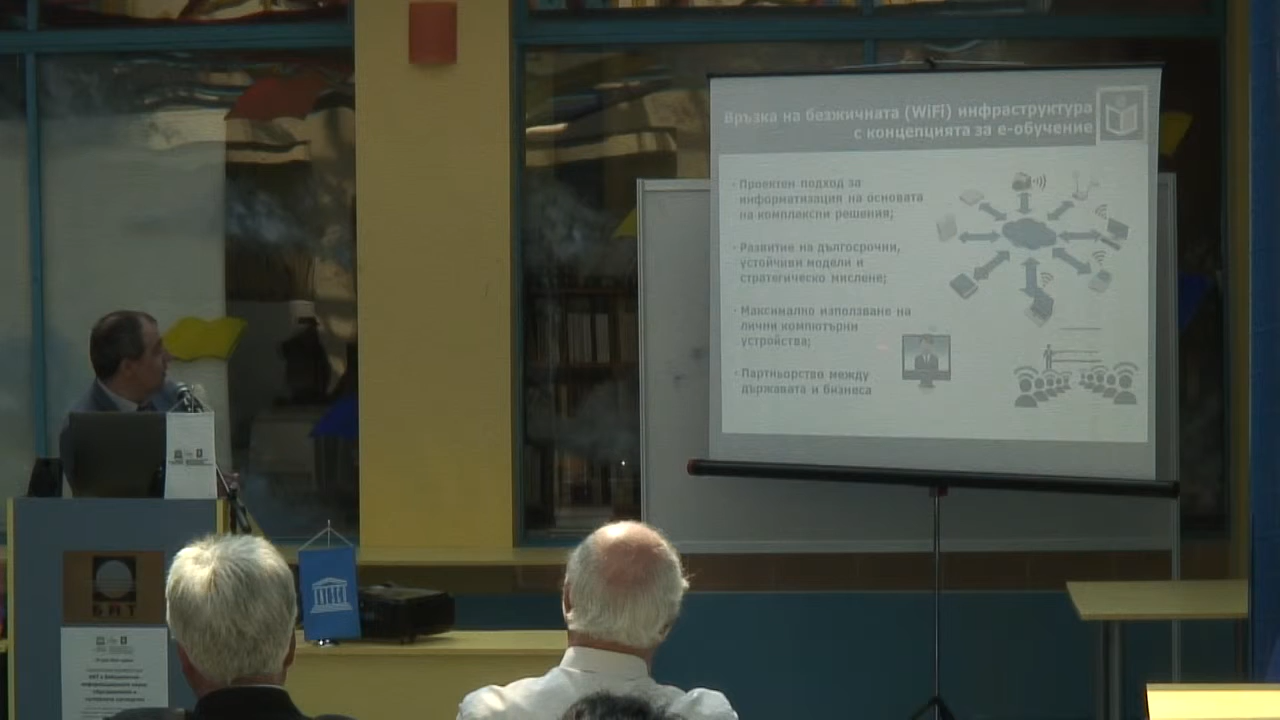 Връзка на безжичната (WiFi) инфраструктура
с концепцията за е-обучение
- Проектен подход за
информатизация на основата
на комплексни решения;
- Развитие на дългосрочни,
устойчиви модели и
стратегическо мислене;
- Максимално използване на
лични компютърни
устройства;
- Партньорство между
държавата и бизнеса
БАТ